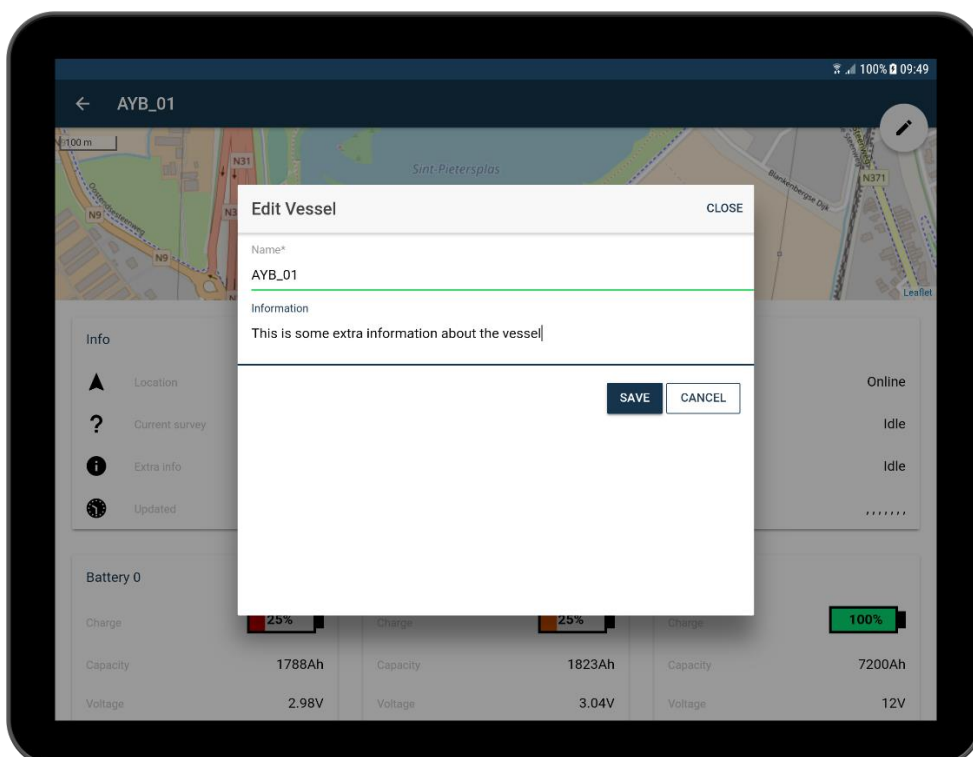 100% 09:49
AYB_01
100 m
N31
Sint-Pietersplas
Blankenbergse Dijk
N371
Oostendsesteenweg
N9
N3
N9
Leaflet
Edit Vessel
CLOSE
Name*
AYB_01
Information
This is some extra information about the vessel
SAVE
CANCEL
Info
Location
Online
Current survey
Idle
Extra info
Idle
Updated
, , , , , , ,
Battery 0
Charge
25%
Charge
25%
Charge
100%
Capacity
1788Ah
Capacity
1823Ah
Capacity
7200Ah
Voltage
2.98V
Voltage
3.04V
Voltage
12V